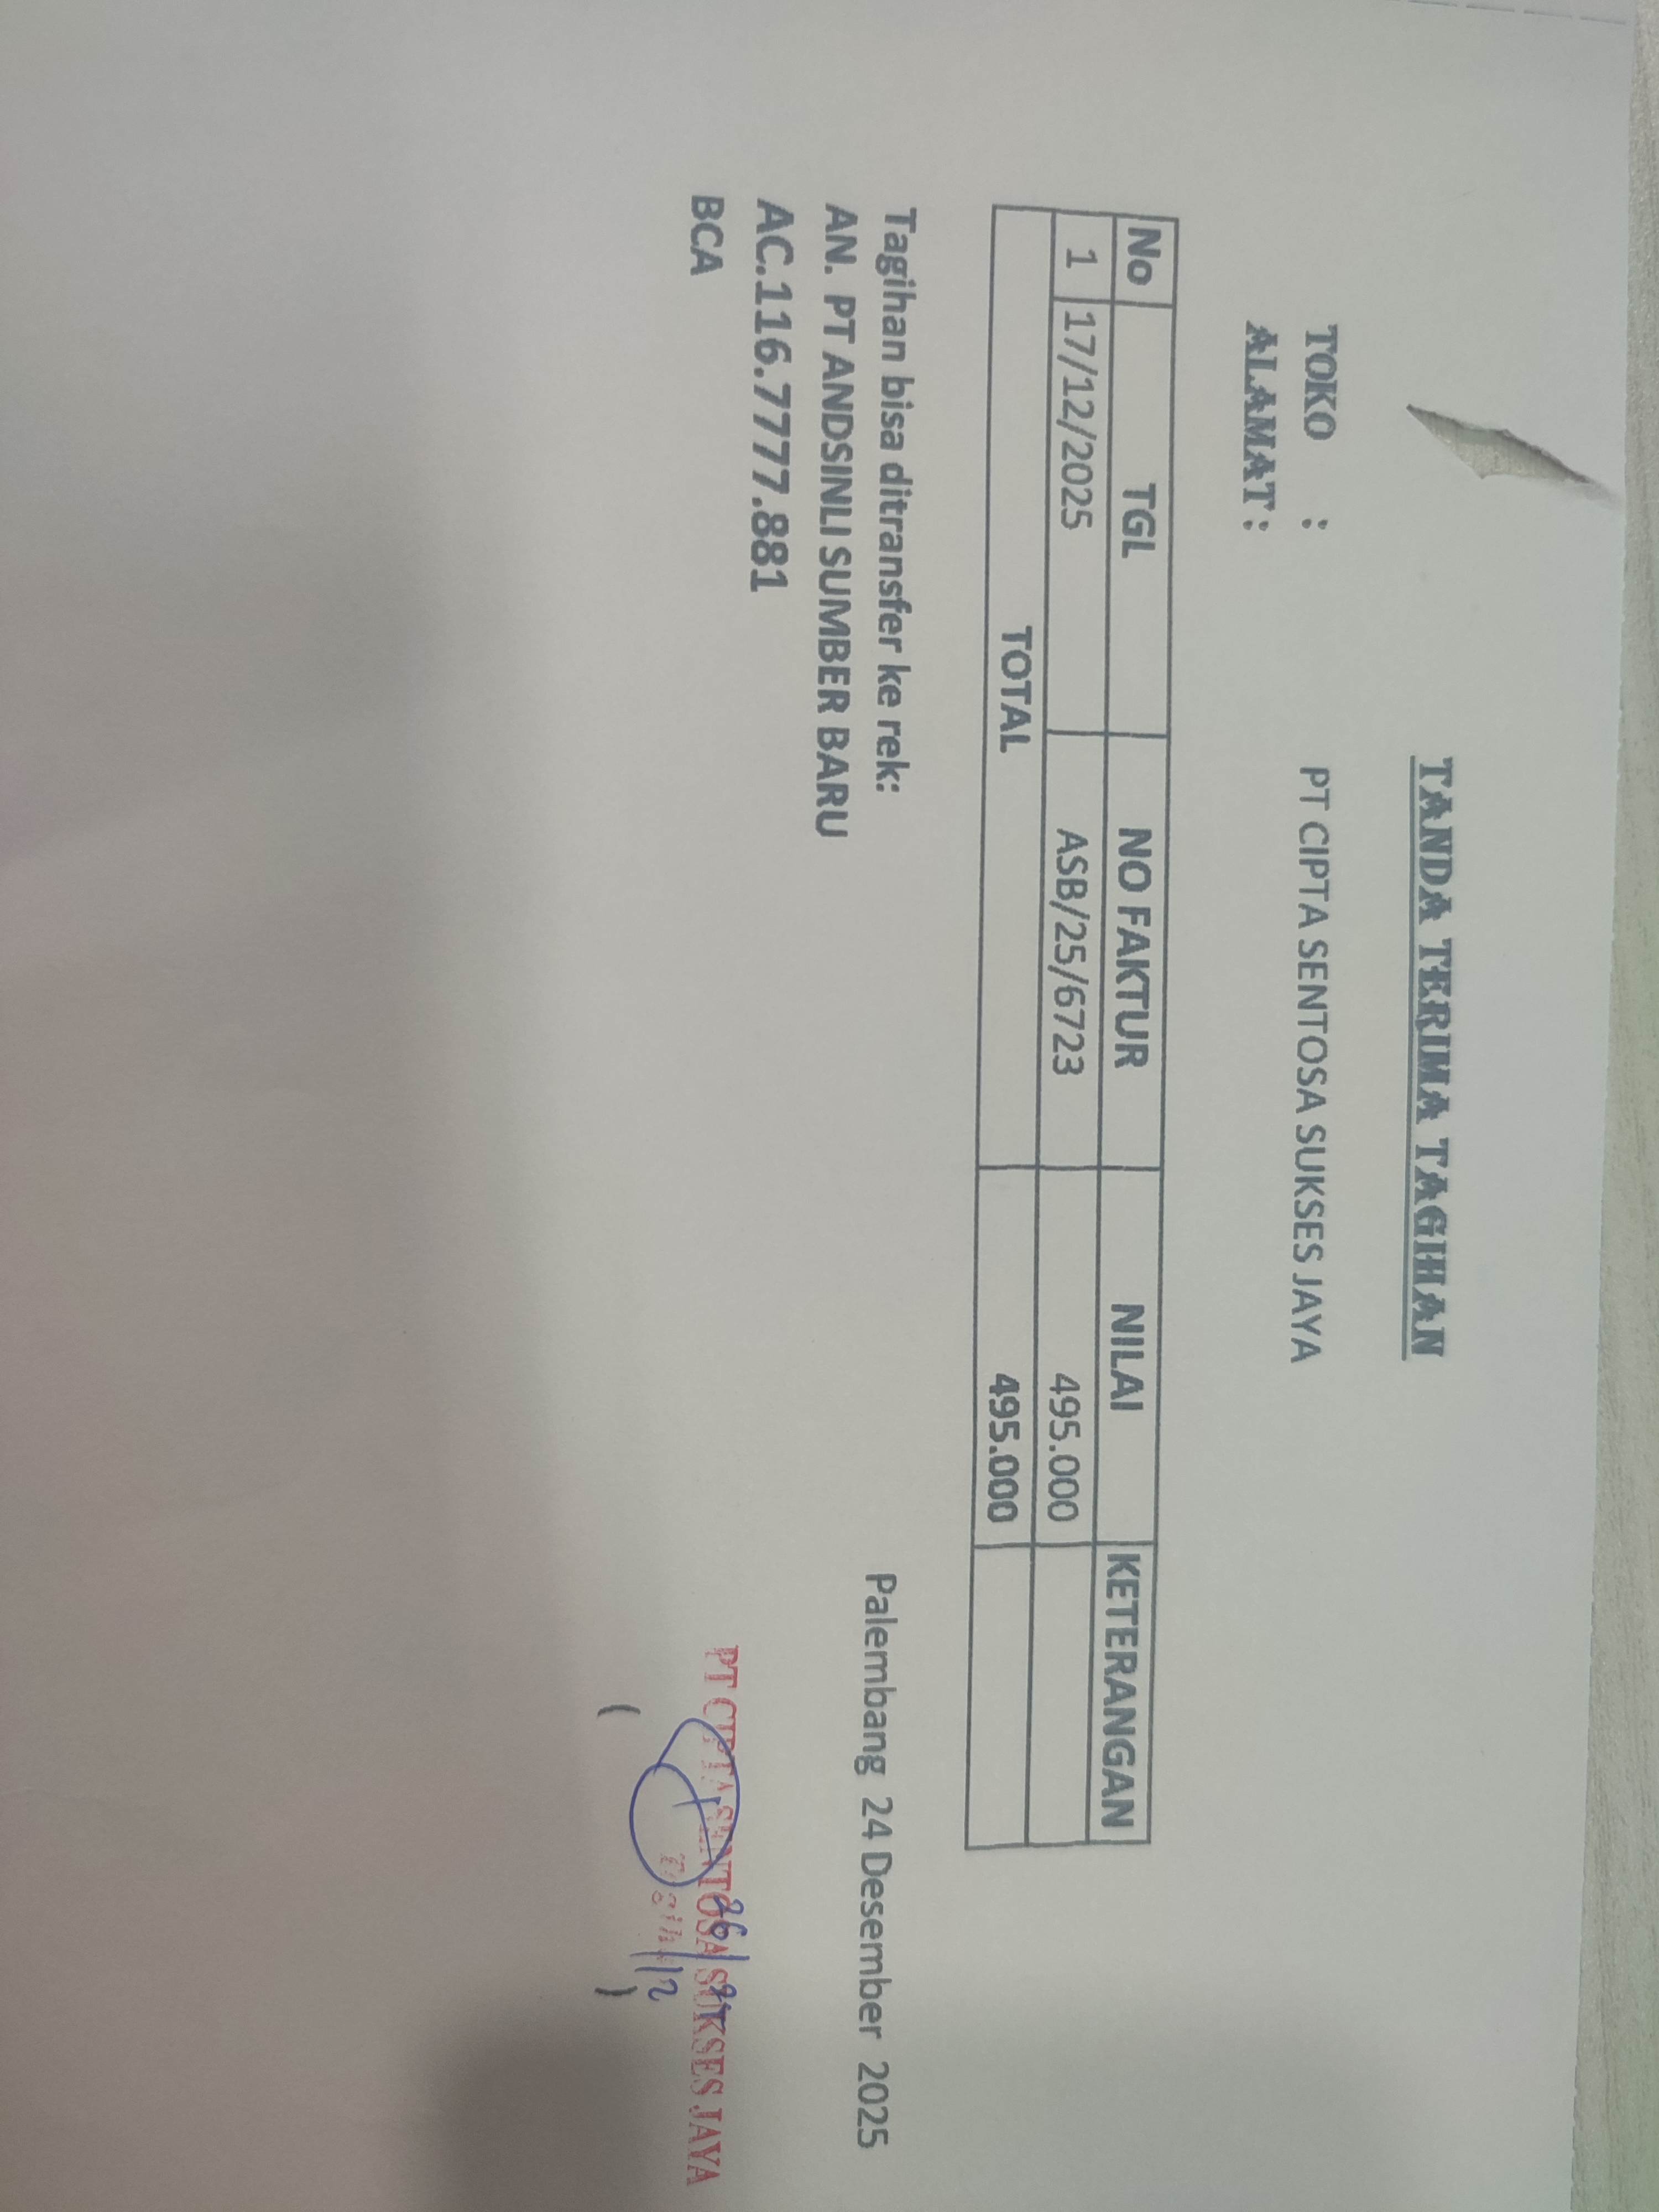 TANDA TERIMA TAGIHAN
TOKO : PT CIPTA SENTOSA SUKSES JAYA
ALAMAT :
No TGL NO FAKTUR NILAI KETERANGAN
1 17/12/2025 ASB/25/6723 495.000
TOTAL 495.000
Tagihan bisa ditransfer ke rek:
Palembang 24 Desember 2025
AN. PT ANDSINLI SUMBER BARU
AC.116.7777.881
BCA
PT CIPTA SENTOSA SUKSES JAYA
26/12
( )